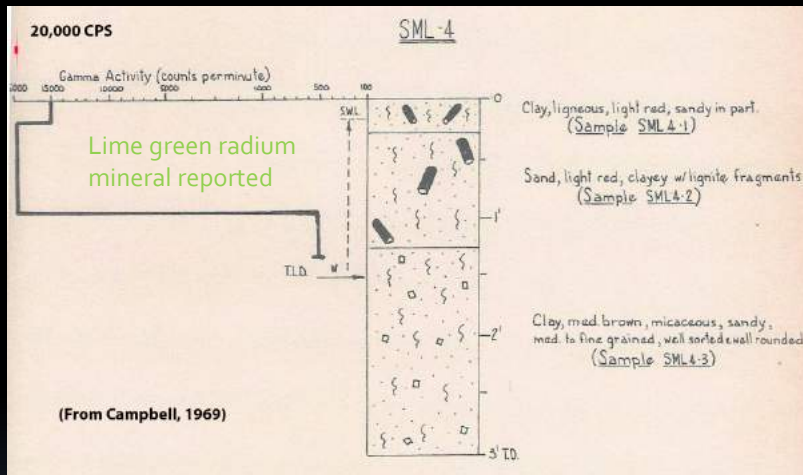 20,000 CPS
SML-4
Gamma Activity (counts per minute)
15000 10000 5000 1000 500 100
S.W.L.
0
Clay, ligneous, light red, sandy in part.
(Sample SML4-1)
Lime green radium
mineral reported
Sand, light red, clayey w/lignite fragments
(Sample SML4-2)
1'
T.L.D.
W
2'
Clay, med. brown, micaceous, sandy,
med. to fine grained, well sorted & well rounded
(Sample SML4-3)
(From Campbell, 1969)
3' T.D.